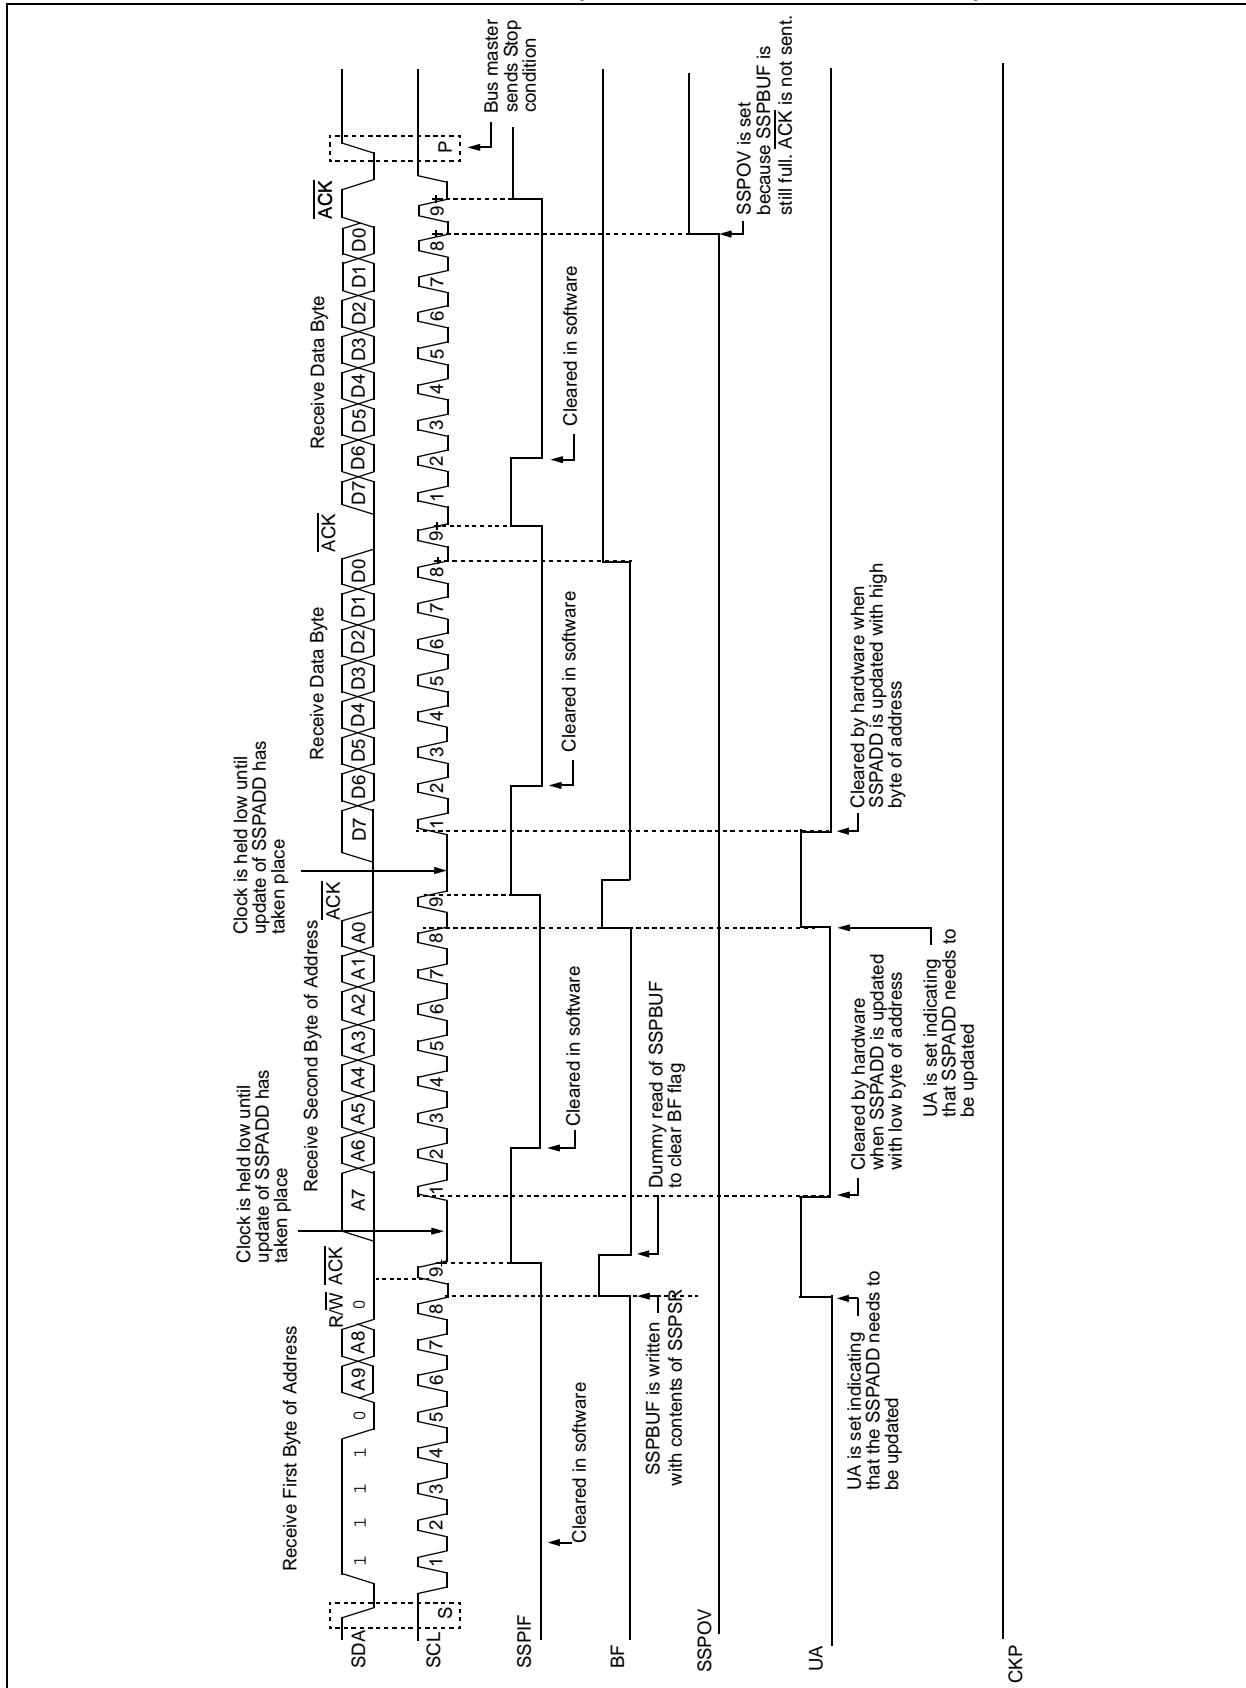 Receive First Byte of Address
R/W ACK
Clock is held low until
update of SSPADD has
taken place
Receive Second Byte of Address
ACK
Clock is held low until
update of SSPADD has
taken place
Receive Data Byte
ACK
Receive Data Byte
ACK
SDA
1 1 1 1 0 A9 A8 0 A7 A6 A5 A4 A3 A2 A1 A0 D7 D6 D5 D4 D3 D2 D1 D0 D7 D6 D5 D4 D3 D2 D1 D0
SCL
S 1 2 3 4 5 6 7 8 9 1 2 3 4 5 6 7 8 9 1 2 3 4 5 6 7 8 9 1 2 3 4 5 6 7 8 9 P
Bus master
sends Stop
condition
SSPIF
Cleared in software
Cleared in software
Cleared in software
Cleared in software
BF
SSPBUF is written
with contents of SSPSR
Dummy read of SSPBUF
to clear BF flag
SSPOV
SSPOV is set
because SSPBUF is
still full. ACK is not sent.
UA
UA is set indicating
that the SSPADD needs to
be updated
Cleared by hardware
when SSPADD is updated
with low byte of address
UA is set indicating
that SSPADD needs to
be updated
Cleared by hardware when
SSPADD is updated with high
byte of address
CKP